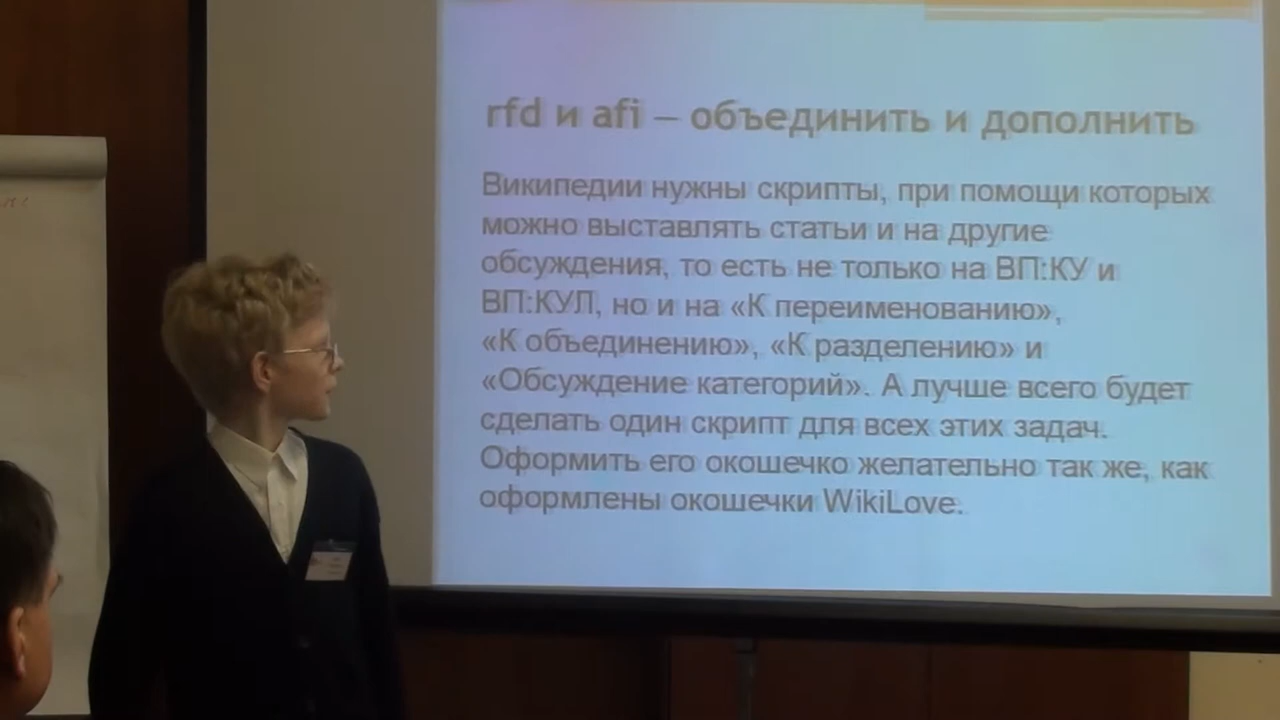 rfd и afi – объединить и дополнить
Википедии нужны скрипты, при помощи которых
можно выставлять статьи и на другие
обсуждения, то есть не только на ВП:КУ и
ВП:КУЛ, но и на «К переименованию»,
«К объединению», «К разделению» и
«Обсуждение категорий». А лучше всего будет
сделать один скрипт для всех этих задач.
Оформить его окошечко желательно так же, как
оформлены окошечки WikiLove.